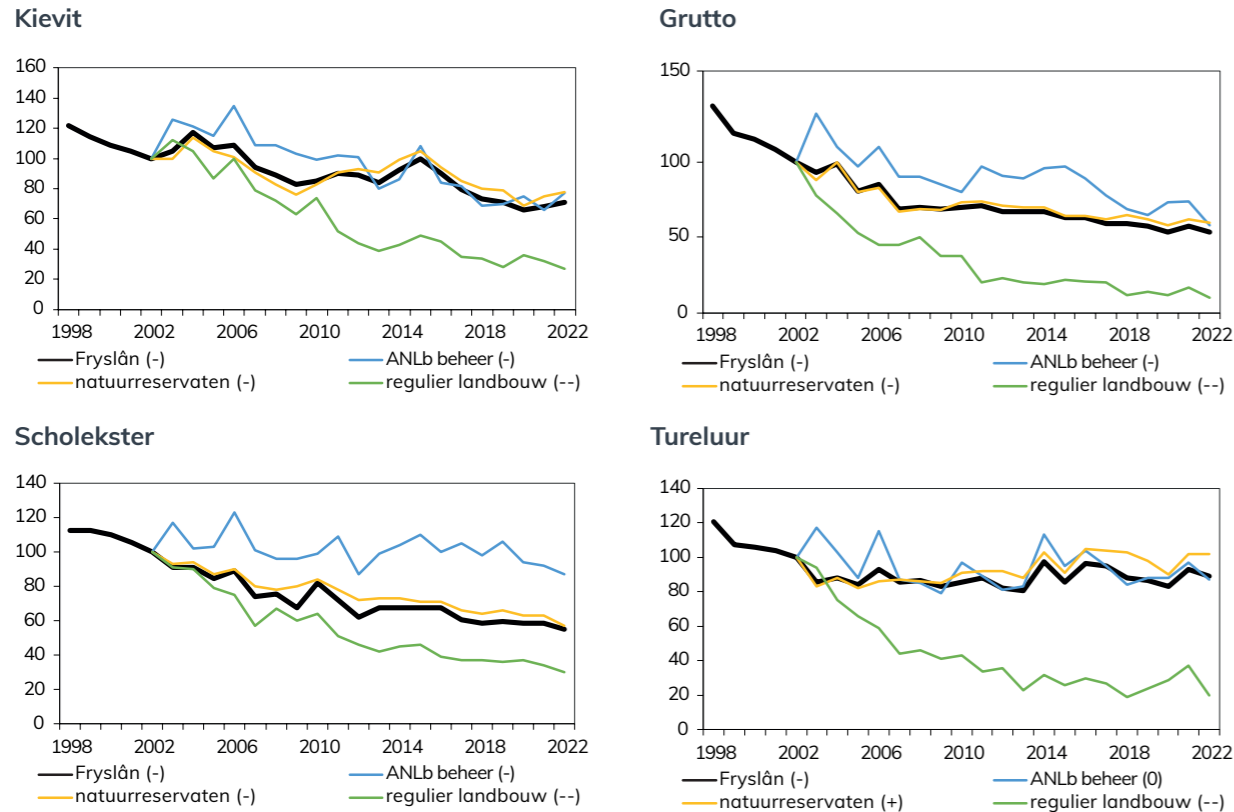 Kievit
160
140
120
100
80
60
40
20
0
1998 2002 2006 2010 2014 2018 2022
Fryslân (-) ANLb beheer (-)
natuurreservaten (-) regulier landbouw (--)
Grutto
150
100
50
0
1998 2002 2006 2010 2014 2018 2022
Fryslân (-) ANLb beheer (-)
natuurreservaten (-) regulier landbouw (--)
Scholekster
140
120
100
80
60
40
20
0
1998 2002 2006 2010 2014 2018 2022
Fryslân (-) ANLb beheer (-)
natuurreservaten (-) regulier landbouw (--)
Tureluur
140
120
100
80
60
40
20
0
1998 2002 2006 2010 2014 2018 2022
Fryslân (-) ANLb beheer (0)
natuurreservaten (+) regulier landbouw (--)